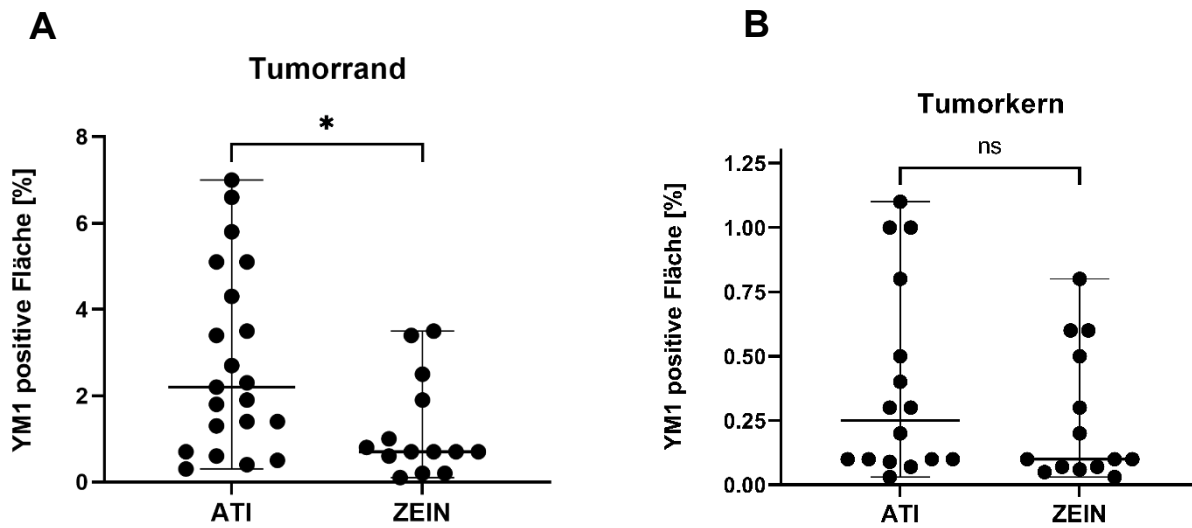 A
Tumorrand
*
YM1 positive Fläche [%]
8
6
4
2
0
ATI
ZEIN
B
Tumorkern
ns
YM1 positive Fläche [%]
1.25
1.00
0.75
0.50
0.25
0.00
ATI
ZEIN